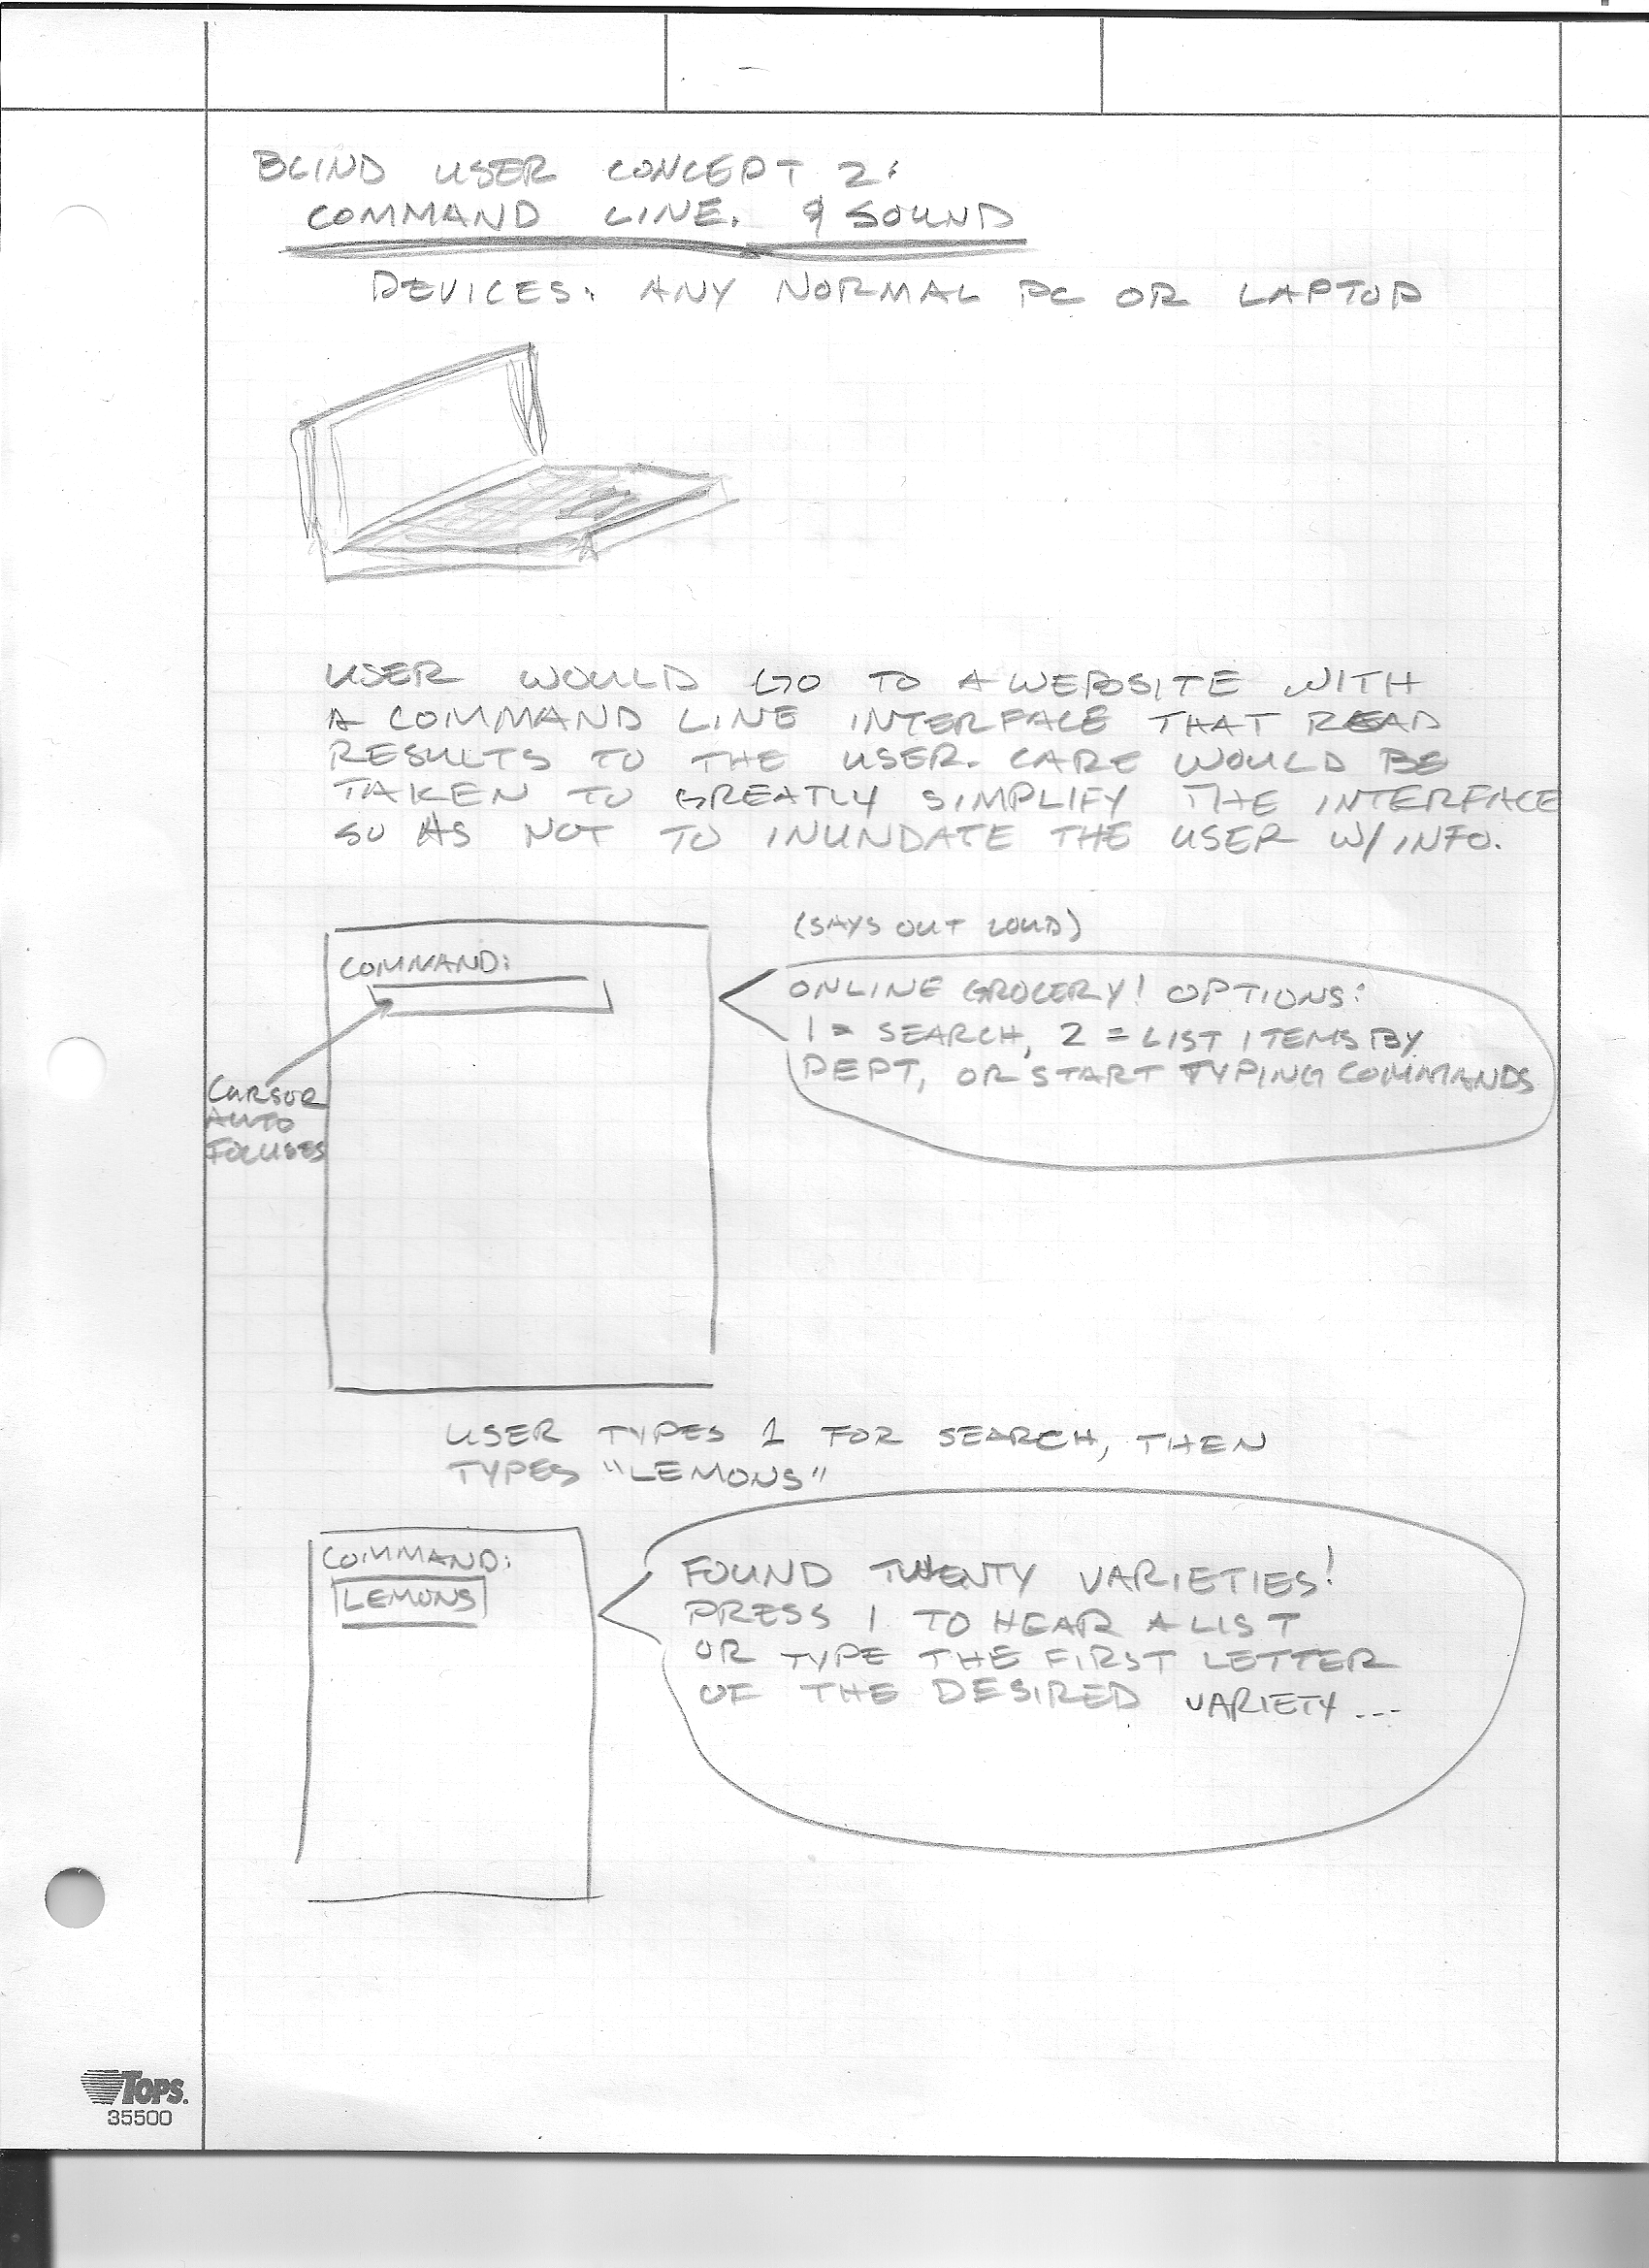 BLIND USER CONCEPT 2:
COMMAND LINE. & SOUND
DEVICES: ANY NORMAL PC OR LAPTOP
USER WOULD GO TO A WEBSITE WITH
A COMMAND LINE INTERFACE THAT READ
RESULTS TO THE USER. CARE WOULD BE
TAKEN TO GREATLY SIMPLIFY THE INTERFACE
SO AS NOT TO INUNDATE THE USER W/ INFO.
(SAYS OUT LOUD)
COMMAND:
ONLINE GROCERY! OPTIONS:
1 = SEARCH, 2 = LIST ITEMS BY
DEPT, OR START TYPING COMMANDS
CURSOR
AUTO
FOCUSES
USER TYPES 1 FOR SEARCH, THEN
TYPES "LEMONS"
COMMAND:
LEMONS
FOUND TWENTY VARIETIES!
PRESS 1 TO HEAR A LIST
OR TYPE THE FIRST LETTER
OF THE DESIRED VARIETY...
TOPS.
35500